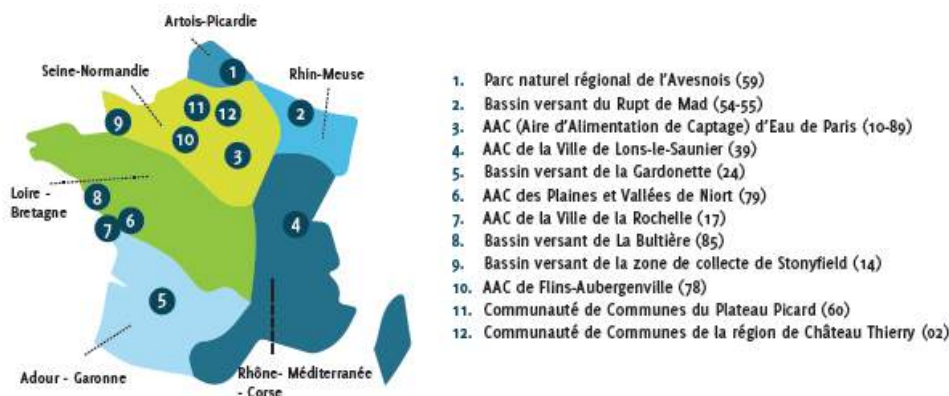 Artois-Picardie
Seine-Normandie
Rhin-Meuse
Loire -
Bretagne
Adour - Garonne
Rhône- Méditerranée
- Corse
1
2
11
12
9
10
3
8
6
7
4
5
1. Parc naturel régional de l'Avesnois (59)
2. Bassin versant du Rupt de Mad (54-55)
3. AAC (Aire d'Alimentation de Captage) d'Eau de Paris (10-89)
4. AAC de la Ville de Lons-le-Saunier (39)
5. Bassin versant de la Gardonette (24)
6. AAC des Plaines et Vallées de Niort (79)
7. AAC de la Ville de la Rochelle (17)
8. Bassin versant de La Bultière (85)
9. Bassin versant de la zone de collecte de Stonyfield (14)
10. AAC de Flins-Aubergenville (78)
11. Communauté de Communes du Plateau Picard (60)
12. Communauté de Communes de la région de Château Thierry (02)